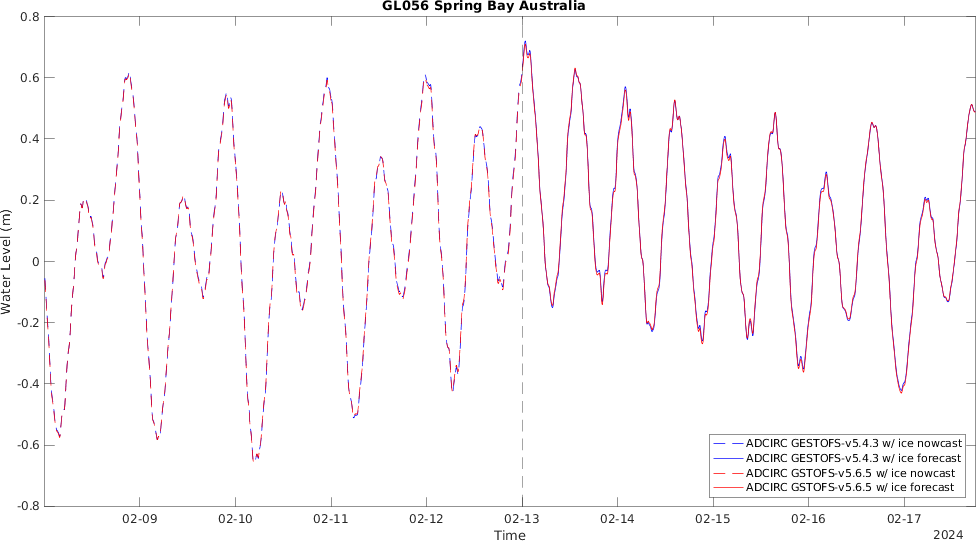 GL056 Spring Bay Australia
0.8
0.6
0.4
0.2
0
-0.2
-0.4
-0.6
-0.8
Water Level (m)
ADCIRC GESTOFS-v5.4.3 w/ ice nowcast
ADCIRC GESTOFS-v5.4.3 w/ ice forecast
ADCIRC GSTOFS-v5.6.5 w/ ice nowcast
ADCIRC GSTOFS-v5.6.5 w/ ice forecast
02-09 02-10 02-11 02-12 02-13 02-14 02-15 02-16 02-17
Time
2024